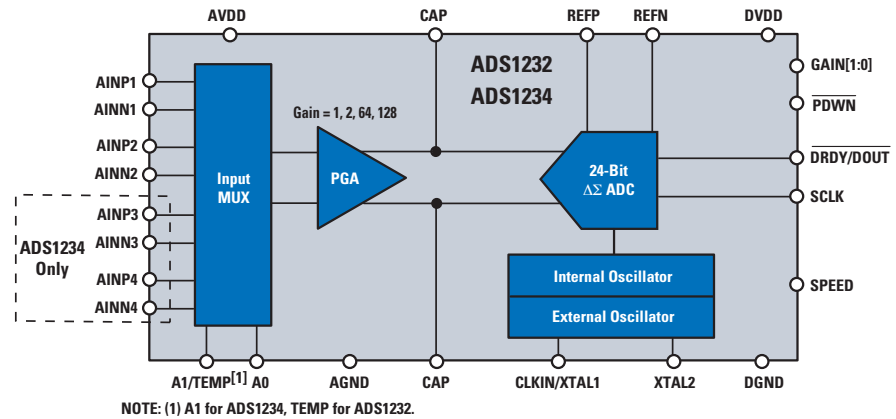 AVDD
CAP
REFP
REFN
DVDD
ADS1232
ADS1234
GAIN[1:0]
PDWN
DRDY/DOUT
SCLK
SPEED
AINP1
AINN1
AINP2
AINN2
AINP3
AINN3
AINP4
AINN4
ADS1234
Only
Input
MUX
Gain = 1, 2, 64, 128
PGA
24-Bit
ΔΣ ADC
Internal Oscillator
External Oscillator
A1/TEMP[1]
A0
AGND
CAP
CLKIN/XTAL1
XTAL2
DGND
NOTE: (1) A1 for ADS1234, TEMP for ADS1232.